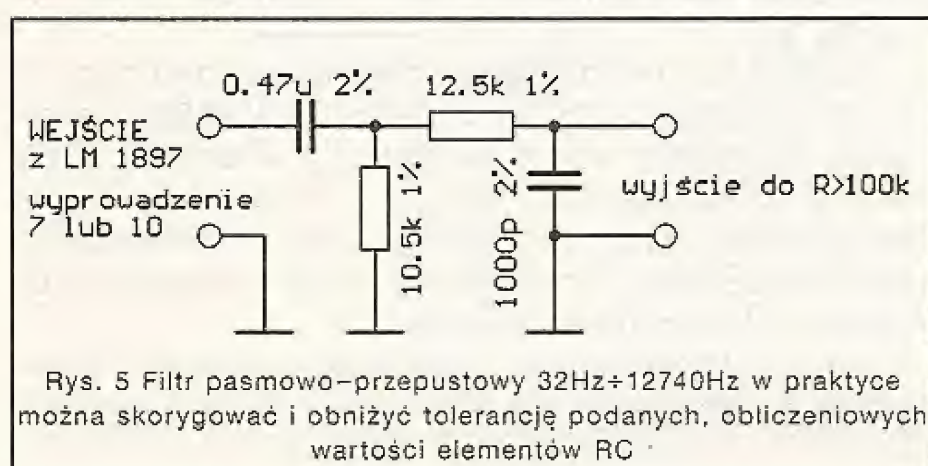 0.47u 2%
12.5k 1%
WEJŚCIE
z LM 1897
wyprowadzenie
7 lub 10
10.5k 1%
1000p 2%
wyjście do R>100k
Rys. 5 Filtr pasmowo-przepustowy 32Hz÷12740Hz w praktyce
można skorygować i obniżyć tolerancję podanych, obliczeniowych
wartości elementów RC